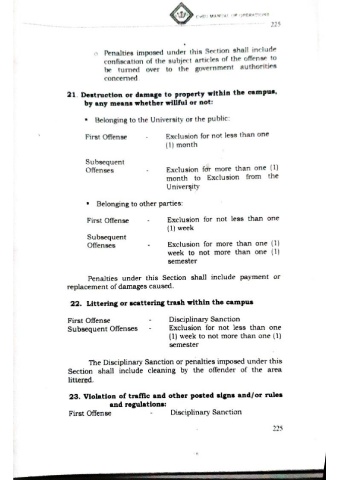 CHED MANUAL OF OPERATIONS
225
Penalties imposed under this Section shall include
confiscation of the subject articles of the offense to
be turned over to the government authorities
concerned
21. Destruction or damage to property within the campus,
by any means whether willful or not:
• Belonging to the University or the public:
First Offense - Exclusion for not less than one
(1) month
Subsequent
Offenses - Exclusion for more than one (1)
month to Exclusion from the
University
• Belonging to other parties:
First Offense - Exclusion for not less than one
(1) week
Subsequent
Offenses - Exclusion for more than one (1)
week to not more than one (1)
semester
Penalties under this Section shall include payment or
replacement of damages caused.
22. Littering or scattering trash within the campus
First Offense - Disciplinary Sanction
Subsequent Offenses - Exclusion for not less than one
(1) week to not more than one (1)
semester
The Disciplinary Sanction or penalties imposed under this
Section shall include cleaning by the offender of the area
littered.
23. Violation of traffic and other posted signs and/or rules
and regulations:
First Offense - Disciplinary Sanction
225